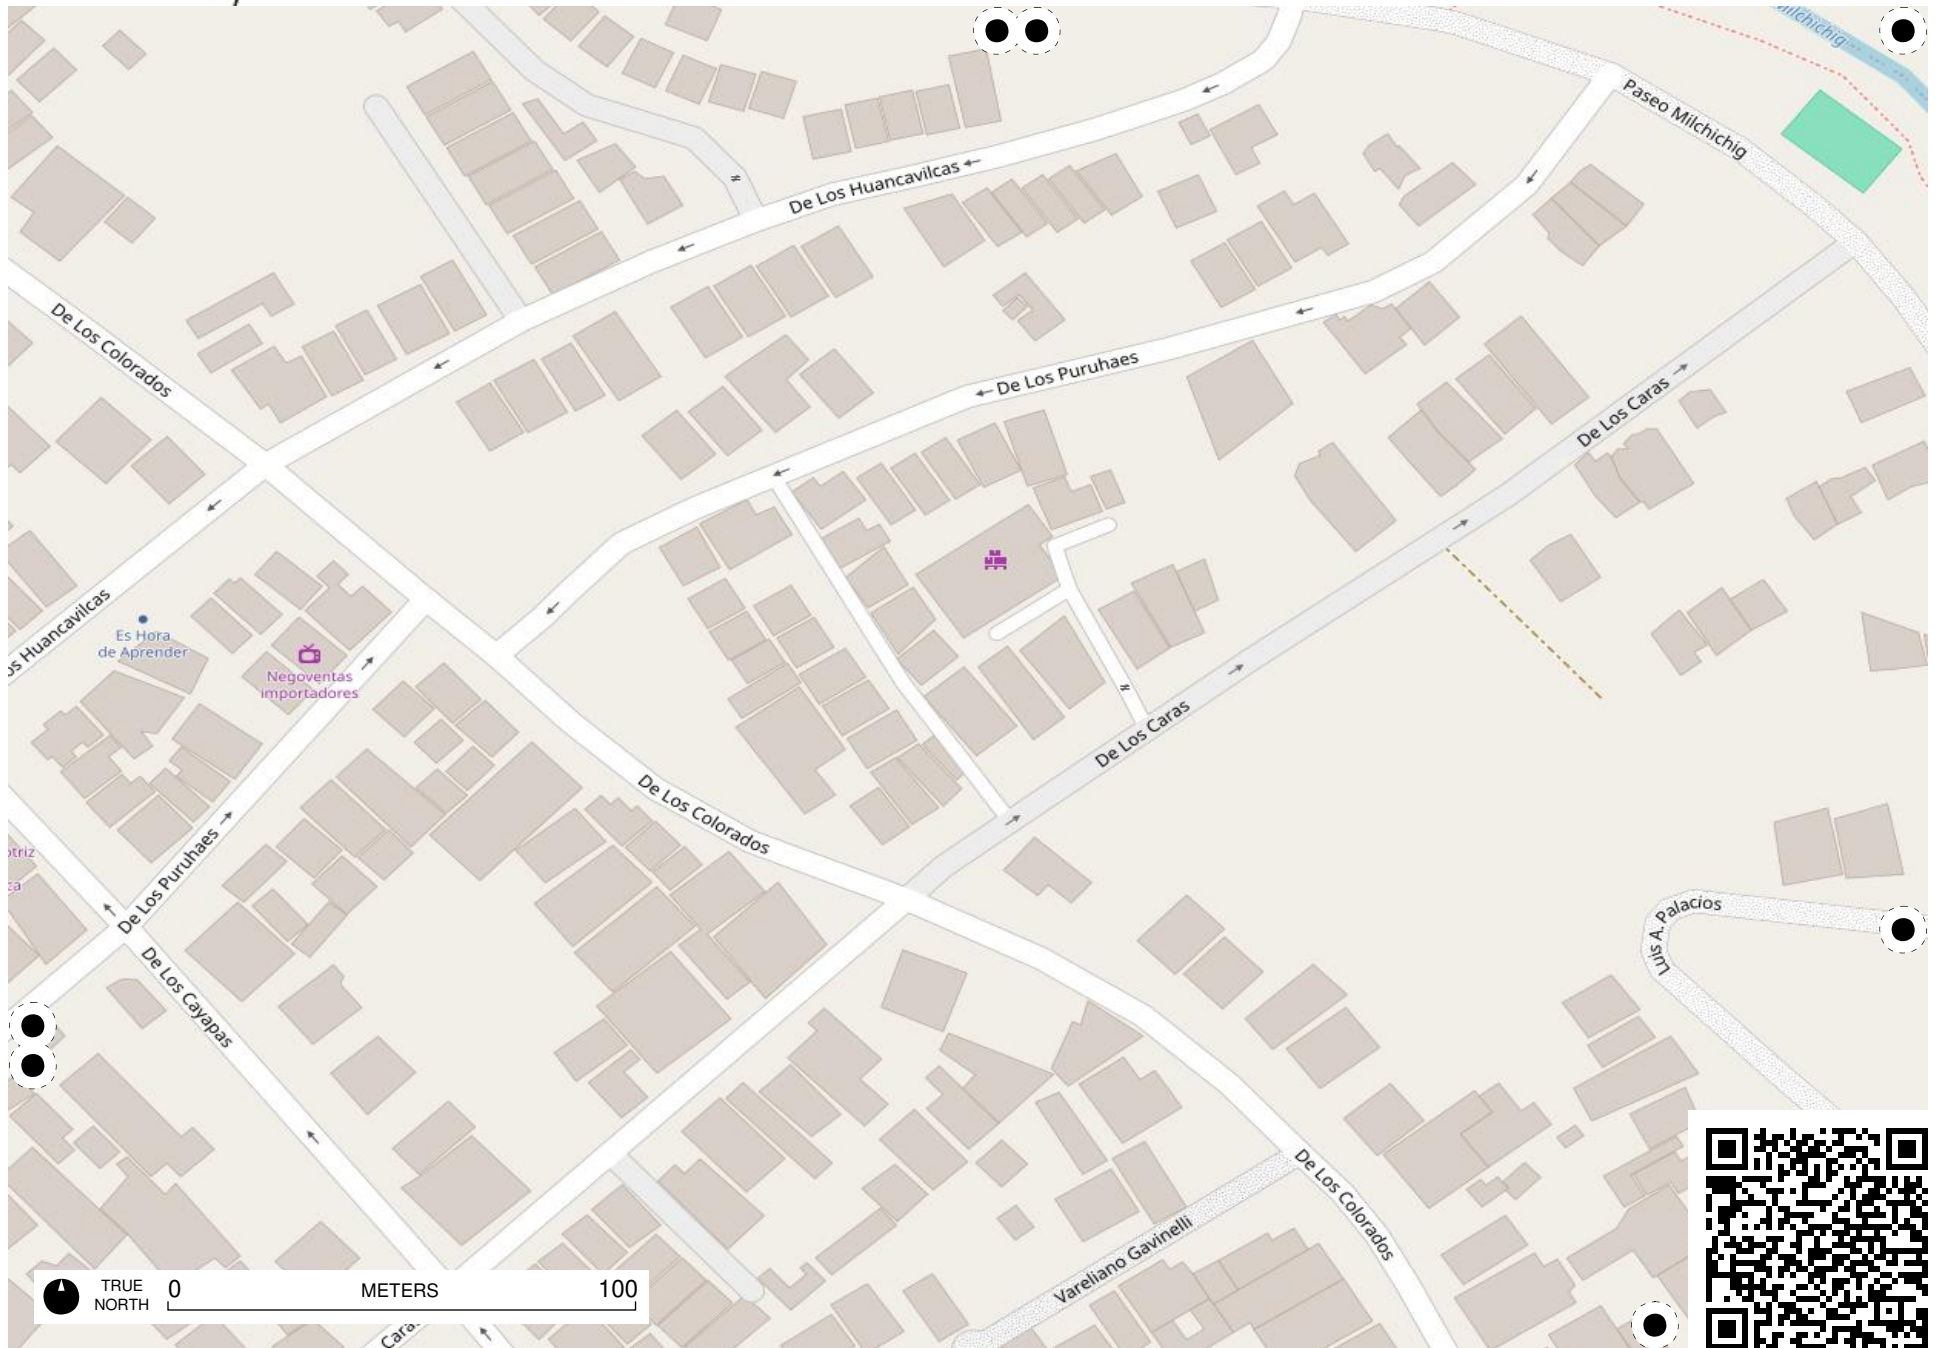 Milchichig
Paseo Milchichig
De Los Huancavilcas
De Los Colorados
De Los Puruhaes
De Los Caras
Huancavilcas
Es Hora
de Aprender
Negoventas
importadores
De Los Caras
De Los Colorados
De Los Puruhaes
Luis A. Palacios
De Los Cayapas
De Los Colorados
Vareliano Gavinelli
TRUE
NORTH
0 METERS 100